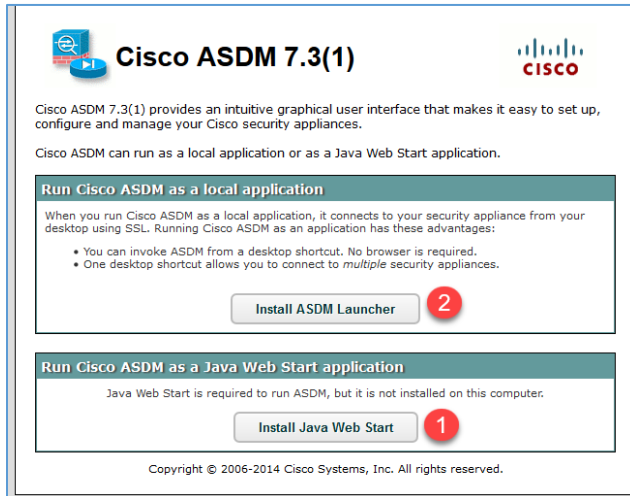 Cisco ASDM 7.3(1)
CISCO
Cisco ASDM 7.3(1) provides an intuitive graphical user interface that makes it easy to set up,
configure and manage your Cisco security appliances.
Cisco ASDM can run as a local application or as a Java Web Start application.
Run Cisco ASDM as a local application
When you run Cisco ASDM as a local application, it connects to your security appliance from your
desktop using SSL. Running Cisco ASDM as an application has these advantages:
• You can invoke ASDM from a desktop shortcut. No browser is required.
• One desktop shortcut allows you to connect to multiple security appliances.
Install ASDM Launcher 2
Run Cisco ASDM as a Java Web Start application
Java Web Start is required to run ASDM, but it is not installed on this computer.
Install Java Web Start 1
Copyright © 2006-2014 Cisco Systems, Inc. All rights reserved.